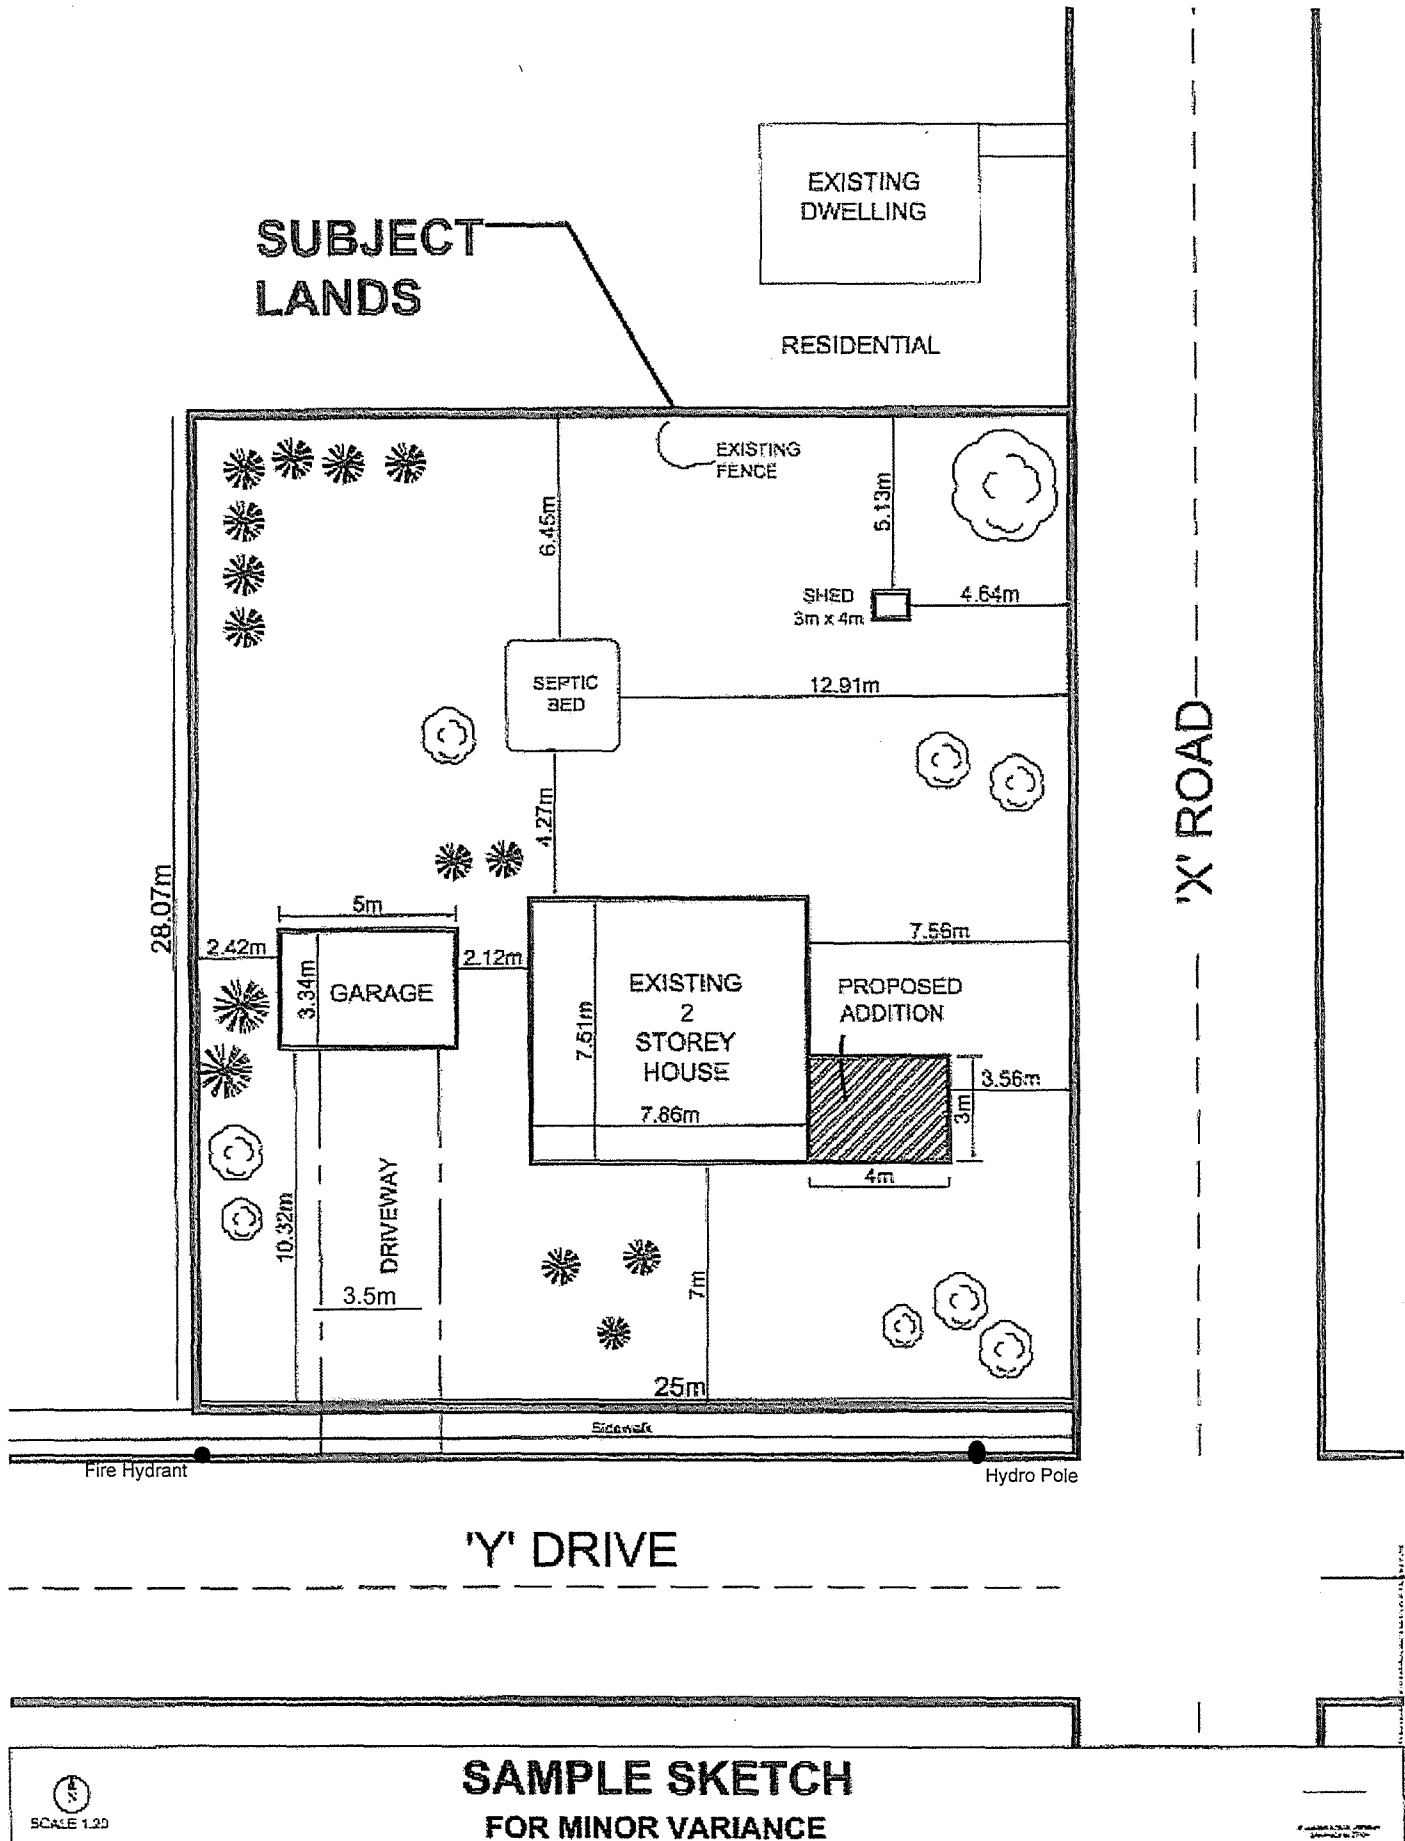 EXISTING
DWELLING
SUBJECT
LANDS
RESIDENTIAL
EXISTING
FENCE
6.45m
5.13m
SHED
3m x 4m
4.64m
SEPTIC
BED
12.91m
'X' ROAD
4.27m
28.07m
5m
2.42m
3.34m
GARAGE
2.12m
7.56m
EXISTING
2
STOREY
HOUSE
7.51m
7.86m
PROPOSED
ADDITION
3.56m
3m
4m
10.32m
DRIVEWAY
3.5m
7m
25m
Sidewalk
Fire Hydrant
Hydro Pole
'Y' DRIVE
SAMPLE SKETCH
FOR MINOR VARIANCE
N
SCALE 1:20